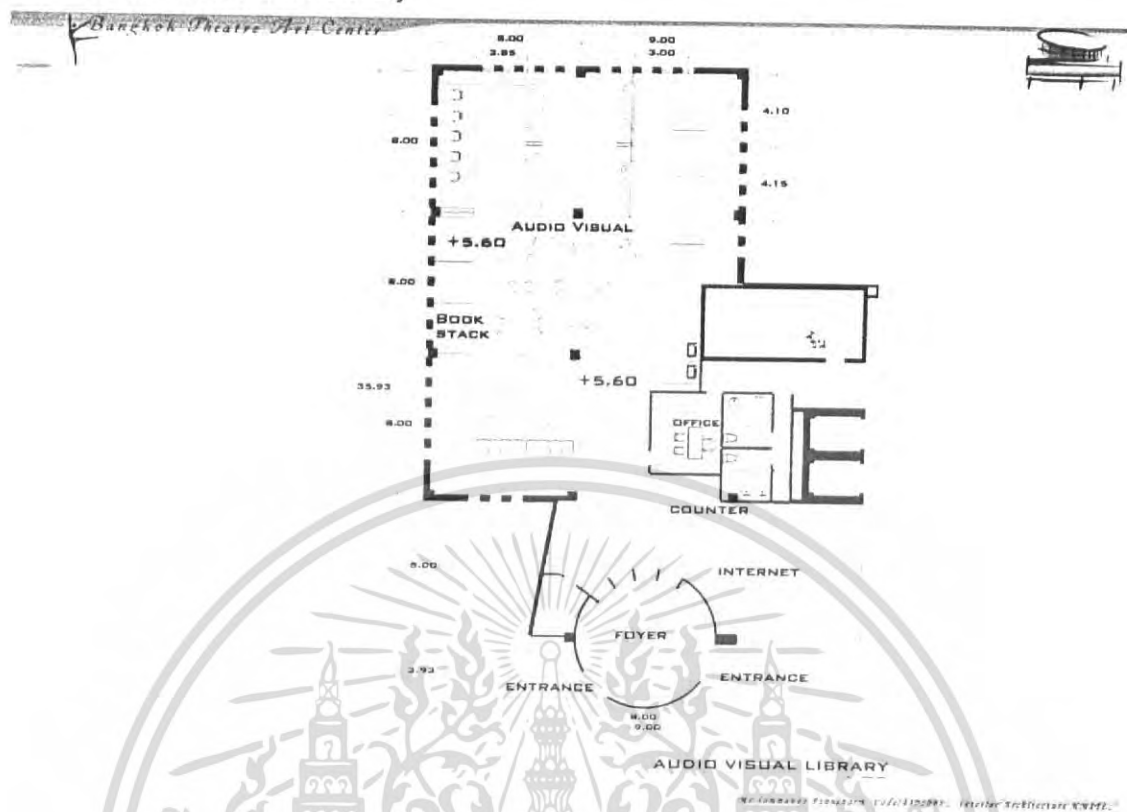 Bangkok Theatre Art Center
8.00
9.00
3.85
3.00
4.10
8.00
4.15
AUDIO VISUAL
+5.60
8.00
BOOK
STACK
+5.60
35.93
8.00
OFFICE
COUNTER
INTERNET
FOYER
3.93
ENTRANCE
ENTRANCE
8.00
9.00
AUDIO VISUAL LIBRARY